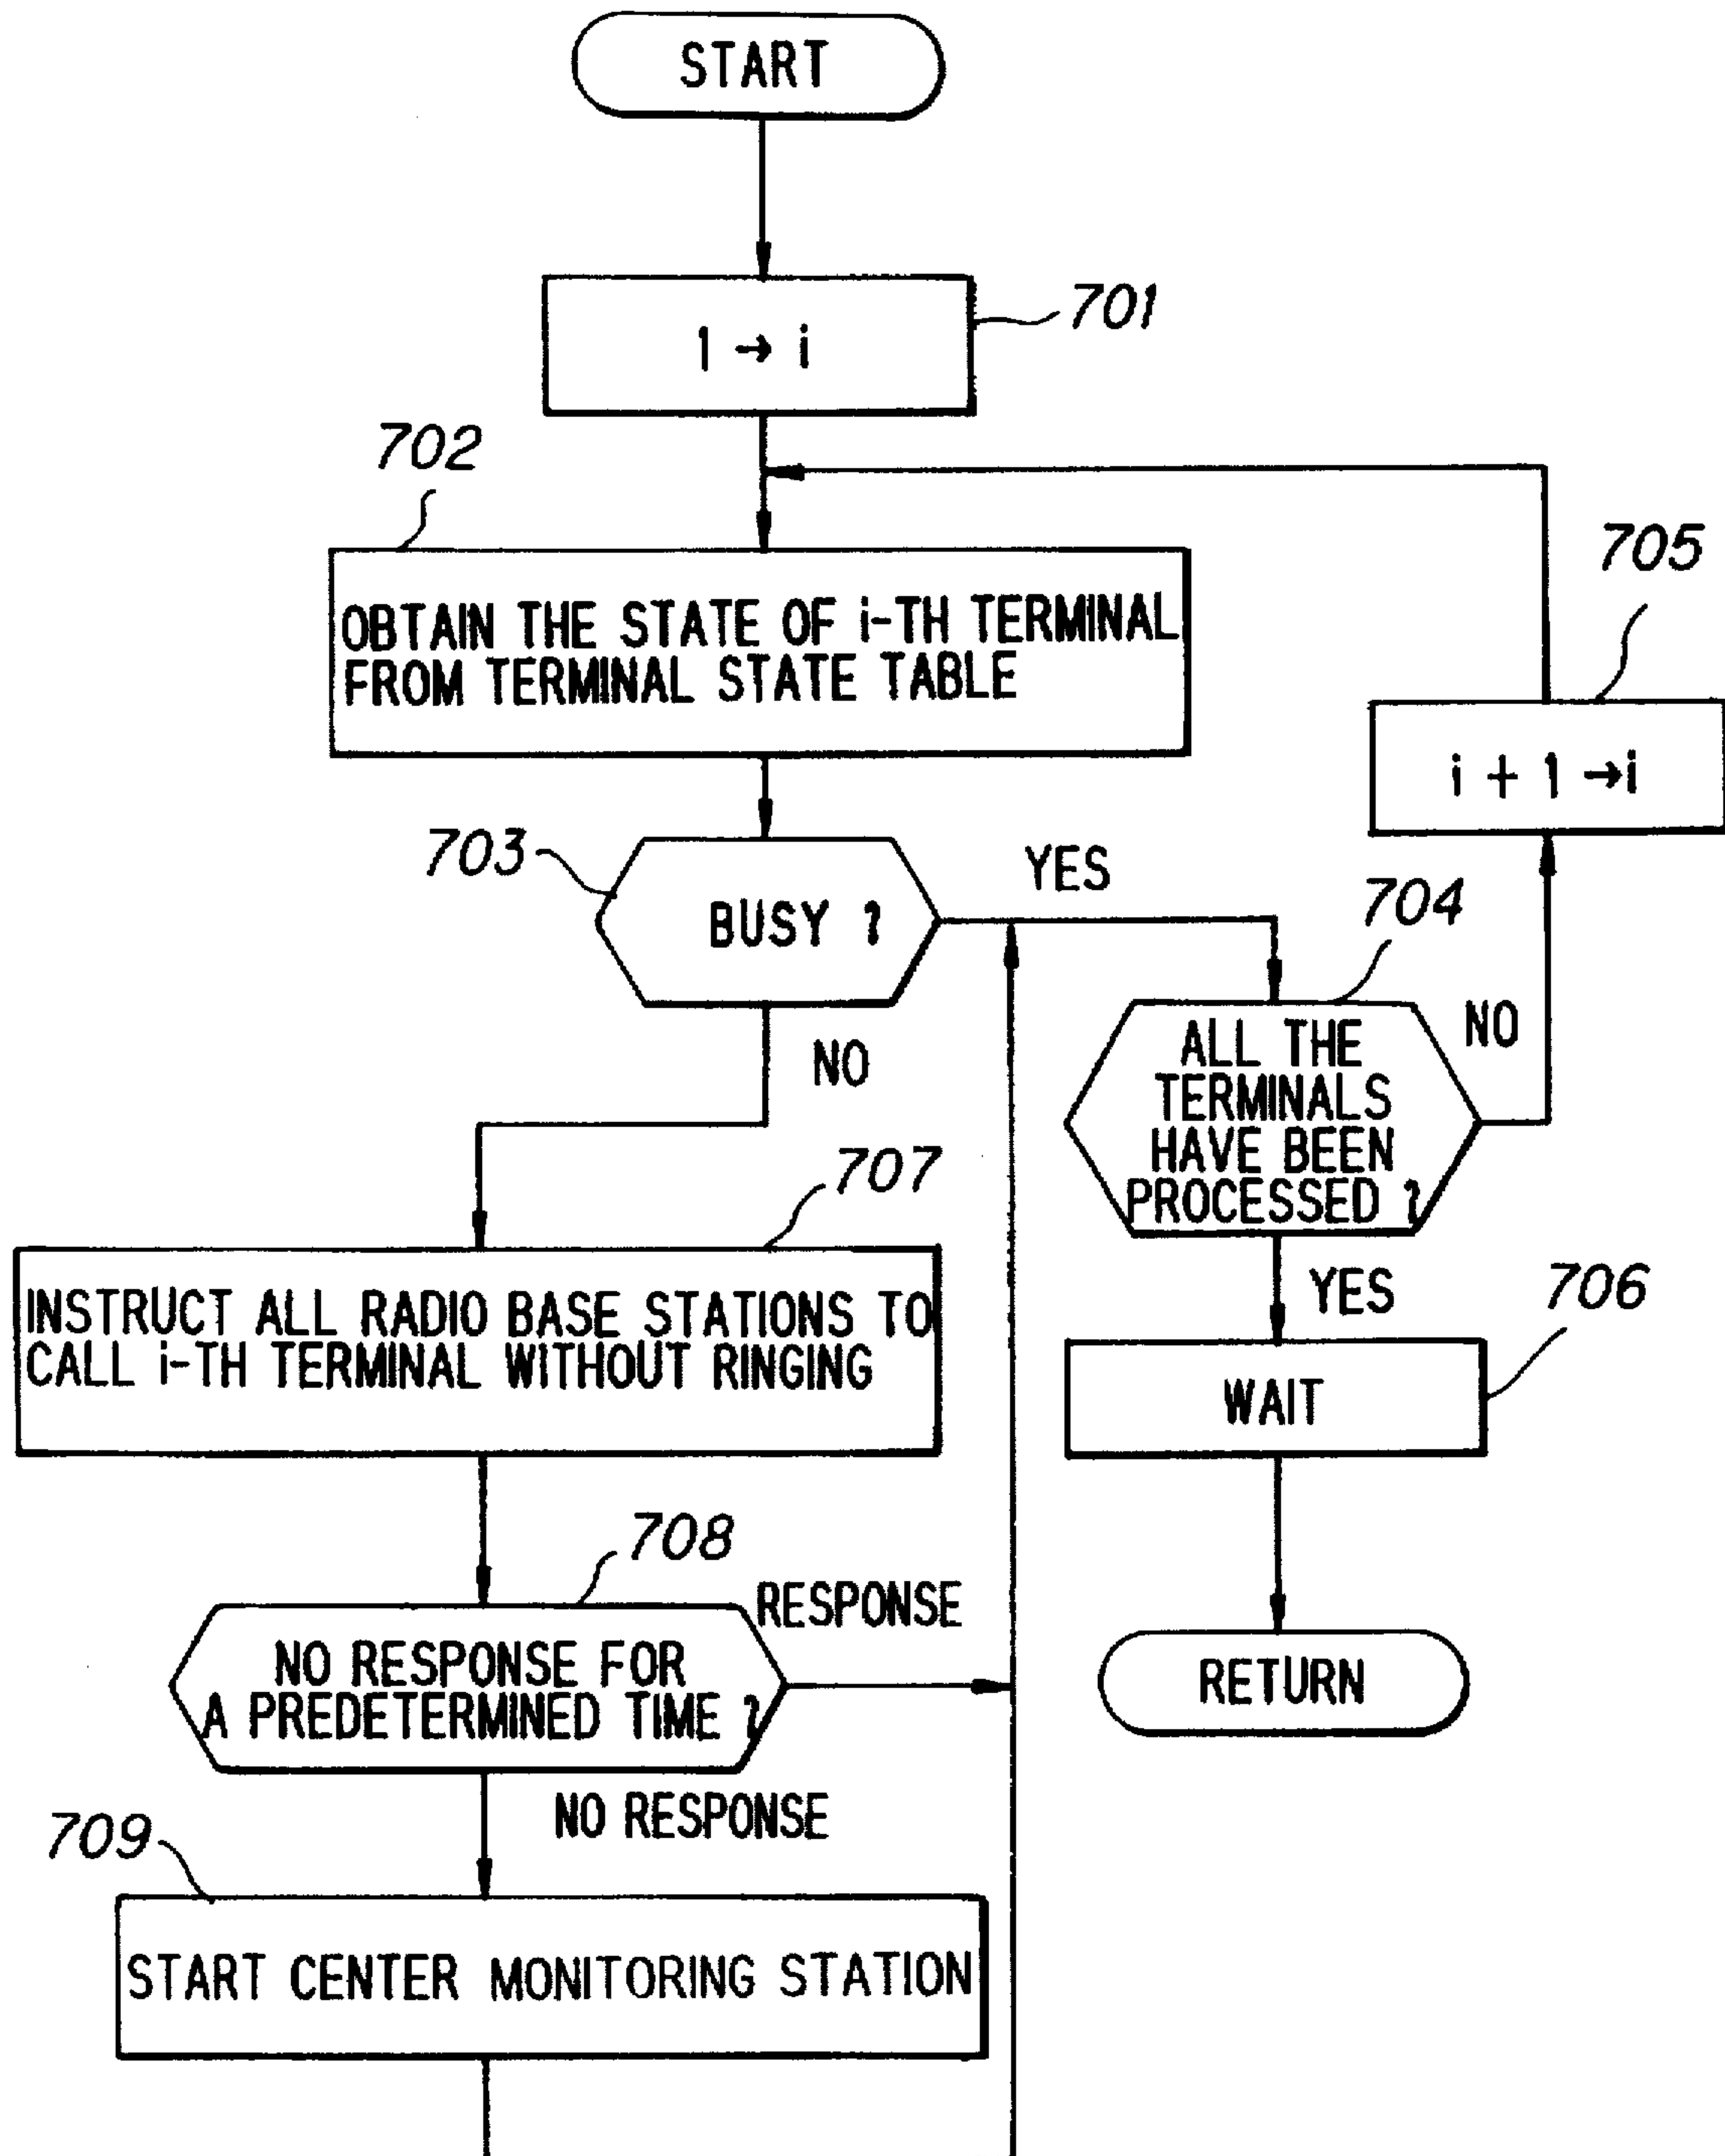 START
701
1 → i
702
705
OBTAIN THE STATE OF i-TH TERMINAL
FROM TERMINAL STATE TABLE
i + 1 → i
703
YES
704
BUSY ?
NO
ALL THE
TERMINALS
HAVE BEEN
PROCESSED ?
NO
707
INSTRUCT ALL RADIO BASE STATIONS TO
CALL i-TH TERMINAL WITHOUT RINGING
YES
706
WAIT
708
RESPONSE
NO RESPONSE FOR
A PREDETERMINED TIME ?
RETURN
NO RESPONSE
709
START CENTER MONITORING STATION